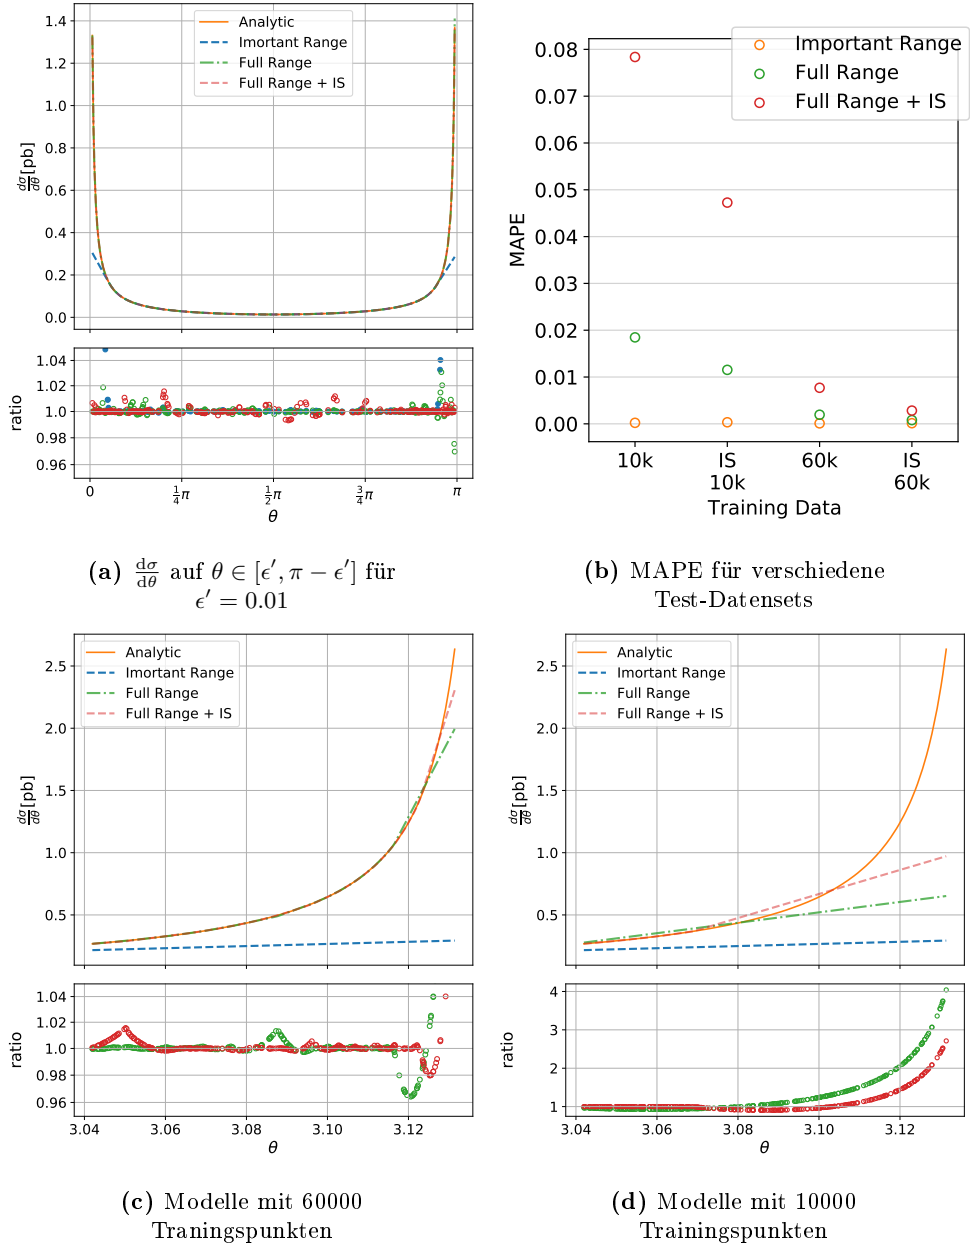 1.4
1.2
1.0
0.8
0.6
0.4
0.2
0.0
dσ/dθ [pb]
Analytic
Imortant Range
Full Range
Full Range + IS
1.04
1.02
1.00
0.98
0.96
ratio
0 1/4π 1/2π 3/4π π
θ
(a) dσ/dθ auf θ ∈ [ϵ′, π − ϵ′] für
ϵ′ = 0.01
0.08
0.07
0.06
0.05
0.04
0.03
0.02
0.01
0.00
MAPE
Important Range
Full Range
Full Range + IS
10k IS 60k IS
10k 60k
Training Data
(b) MAPE für verschiedene
Test-Datensets
2.5
2.0
1.5
1.0
0.5
dσ/dθ [pb]
Analytic
Imortant Range
Full Range
Full Range + IS
1.04
1.02
1.00
0.98
0.96
ratio
3.04 3.06 3.08 3.10 3.12
θ
(c) Modelle mit 60000
Traningspunkten
2.5
2.0
1.5
1.0
0.5
dσ/dθ [pb]
Analytic
Imortant Range
Full Range
Full Range + IS
4
3
2
1
ratio
3.04 3.06 3.08 3.10 3.12
θ
(d) Modelle mit 10000
Trainingspunkten